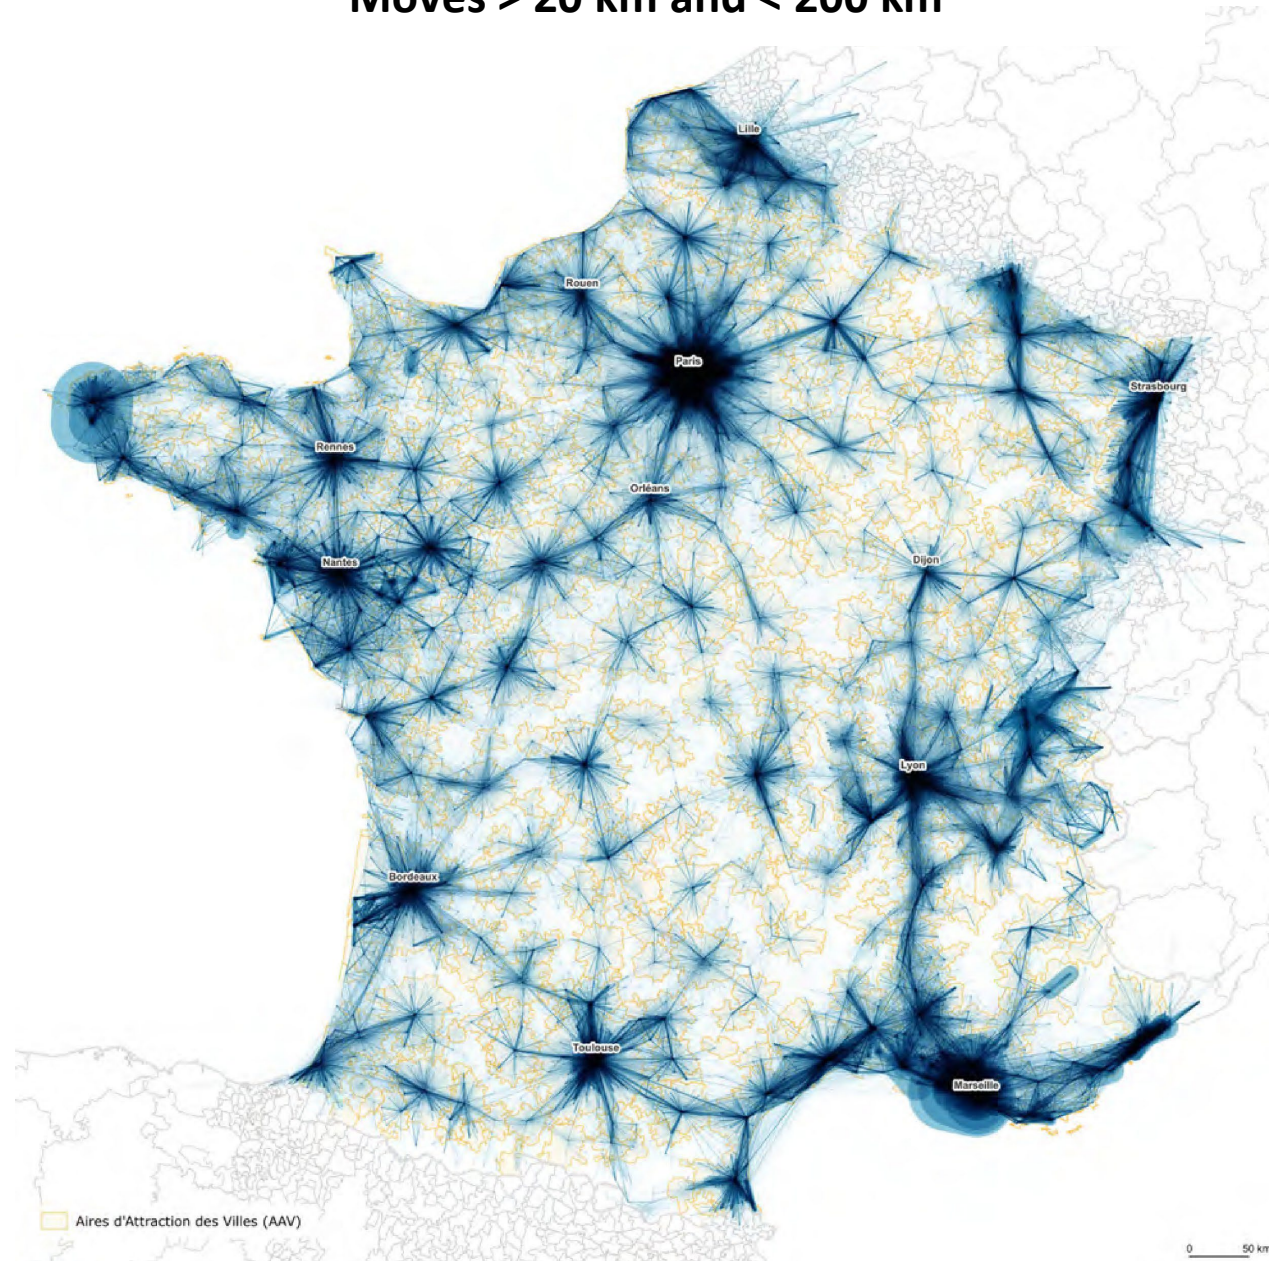 Moves > 20 km and < 200 km
Lille
Rouen
Paris
Strasbourg
Rennes
Orléans
Nantes
Dijon
Lyon
Bordeaux
Toulouse
Marseille
Aires d'Attraction des Villes (AAV)
0 50 km